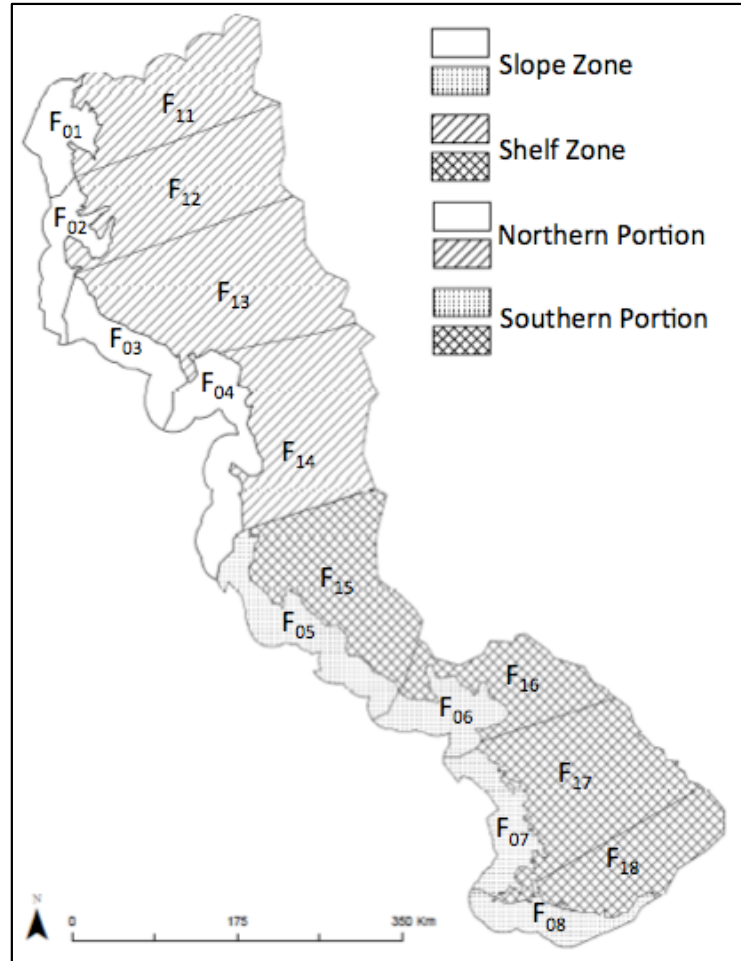 F11
F01
F12
F02
F13
F03
F04
F14
F15
F05
F16
F06
F17
F07
F18
F08
Slope Zone
Shelf Zone
Northern Portion
Southern Portion
N
0 175 350 Km